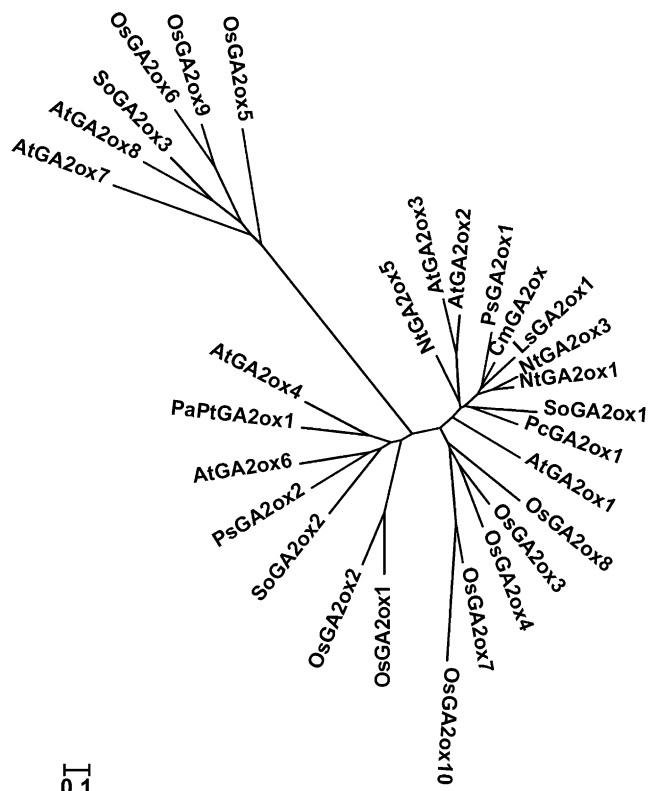 OsGA2ox5
OsGA2ox9
OsGA2ox6
SoGA2ox3
AtGA2ox8
AtGA2ox7
AtGA2ox3
AtGA2ox2
NtGA2ox5
PsGA2ox1
CmGA2ox
LsGA2ox1
NtGA2ox3
NtGA2ox1
SoGA2ox1
PcGA2ox1
AtGA2ox1
OsGA2ox8
OsGA2ox3
OsGA2ox4
OsGA2ox7
OsGA2ox10
AtGA2ox4
PaPtGA2ox1
AtGA2ox6
PsGA2ox2
SoGA2ox2
OsGA2ox2
OsGA2ox1
0.1